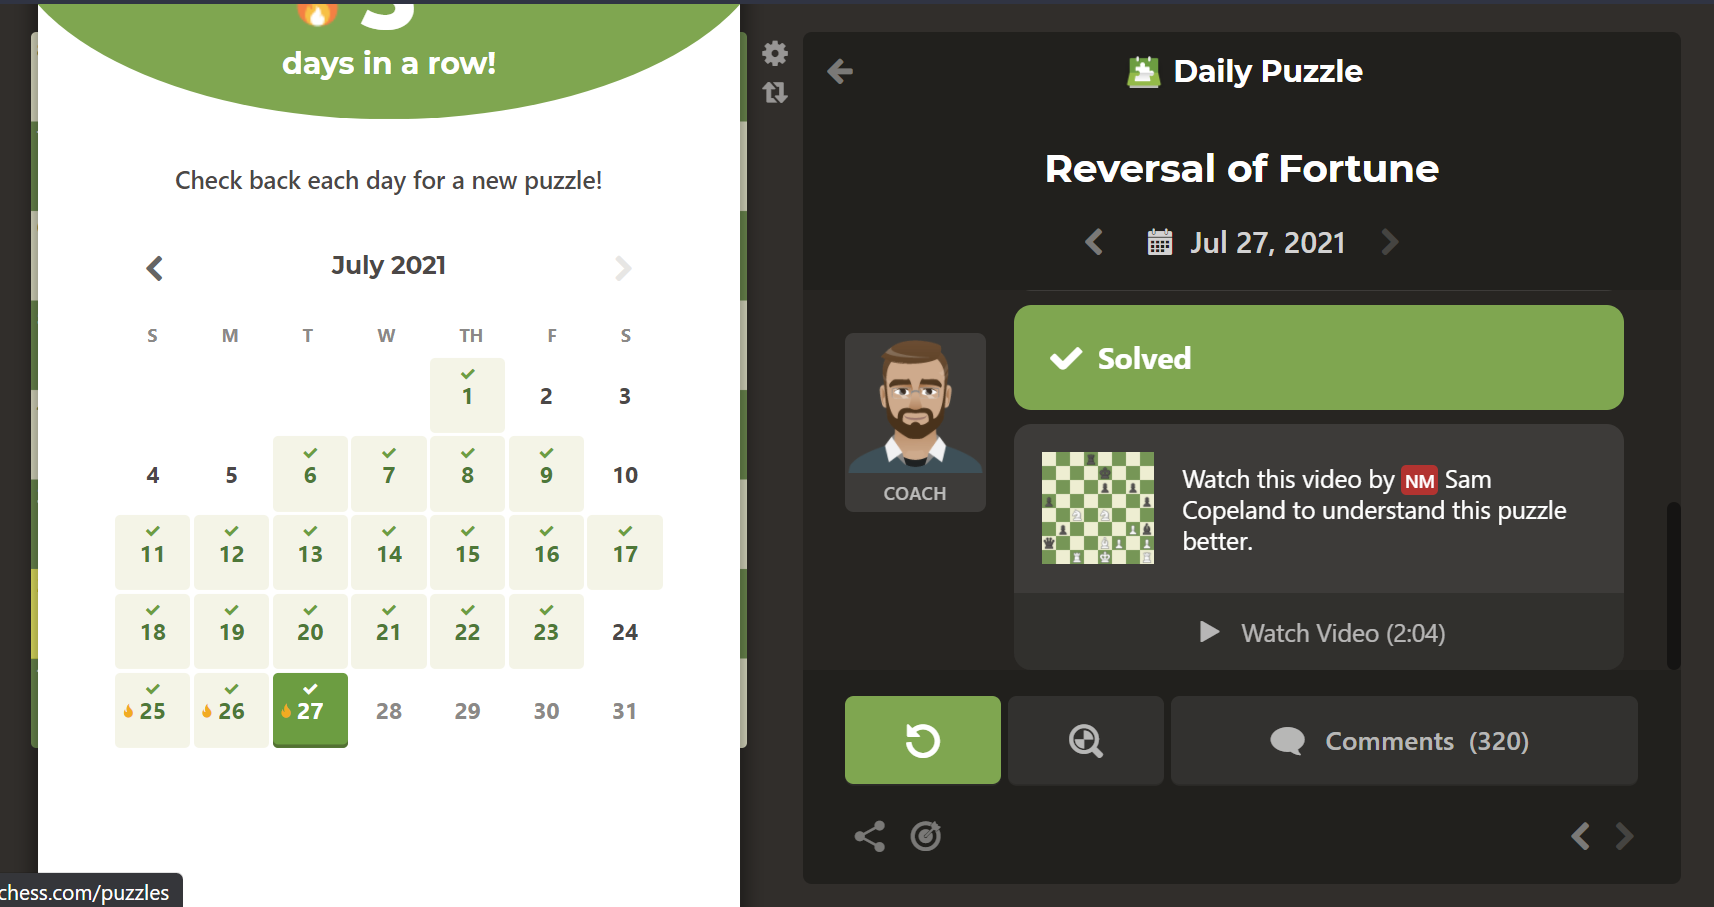 days in a row!
Check back each day for a new puzzle!
July 2021
S M T W TH F S
1 2 3
4 5 6 7 8 9 10
11 12 13 14 15 16 17
18 19 20 21 22 23 24
25 26 27 28 29 30 31
chess.com/puzzles
Daily Puzzle
Reversal of Fortune
Jul 27, 2021
Solved
COACH
Watch this video by NM Sam
Copeland to understand this puzzle
better.
Watch Video (2:04)
Comments (320)